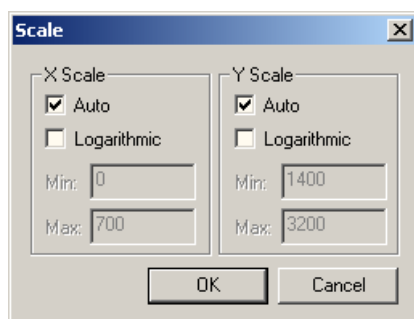 Scale
X Scale
Auto
Logarithmic
Min: 0
Max: 700
Y Scale
Auto
Logarithmic
Min: 1400
Max: 3200
OK Cancel